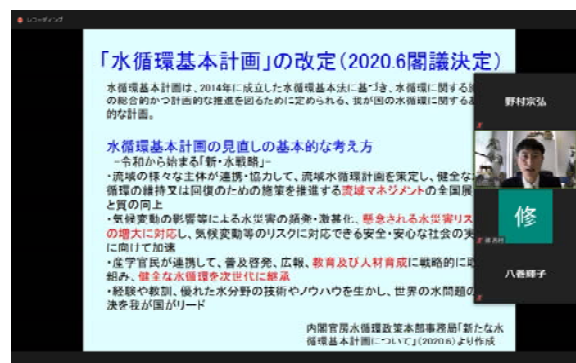 レコーディング
「水循環基本計画」の改定(2020.6閣議決定)
水循環基本計画は、2014年に成立した水循環基本法に基づき、水循環に関する施
の総合的かつ計画的な推進を図るために定められる、我が国の水循環に関する基
的な計画。
水循環基本計画の見直しの基本的な考え方
-令和から始まる「新・水戦略」-
・流域の様々な主体が連携・協力して、流域水循環計画を策定し、健全な
循環の維持又は回復のための施策を推進する流域マネジメントの全国展
と質の向上
・気候変動の影響等による水災害の頻発・激甚化、懸念される水災害リス
の増大に対応し、気候変動等のリスクに対応できる安全・安心な社会の実
に向けて加速
・産学官民が連携して、普及啓発、広報、教育及び人材育成に戦略的に取
組み、健全な水循環を次世代に継承
・経験や教訓、優れた水分野の技術やノウハウを生かし、世界の水問題の
決を我が国がリード
内閣官房水循環政策本部事務局「新たな水
循環基本計画について」(2020.6)より作成
野村宗弘
修
八巻輝子